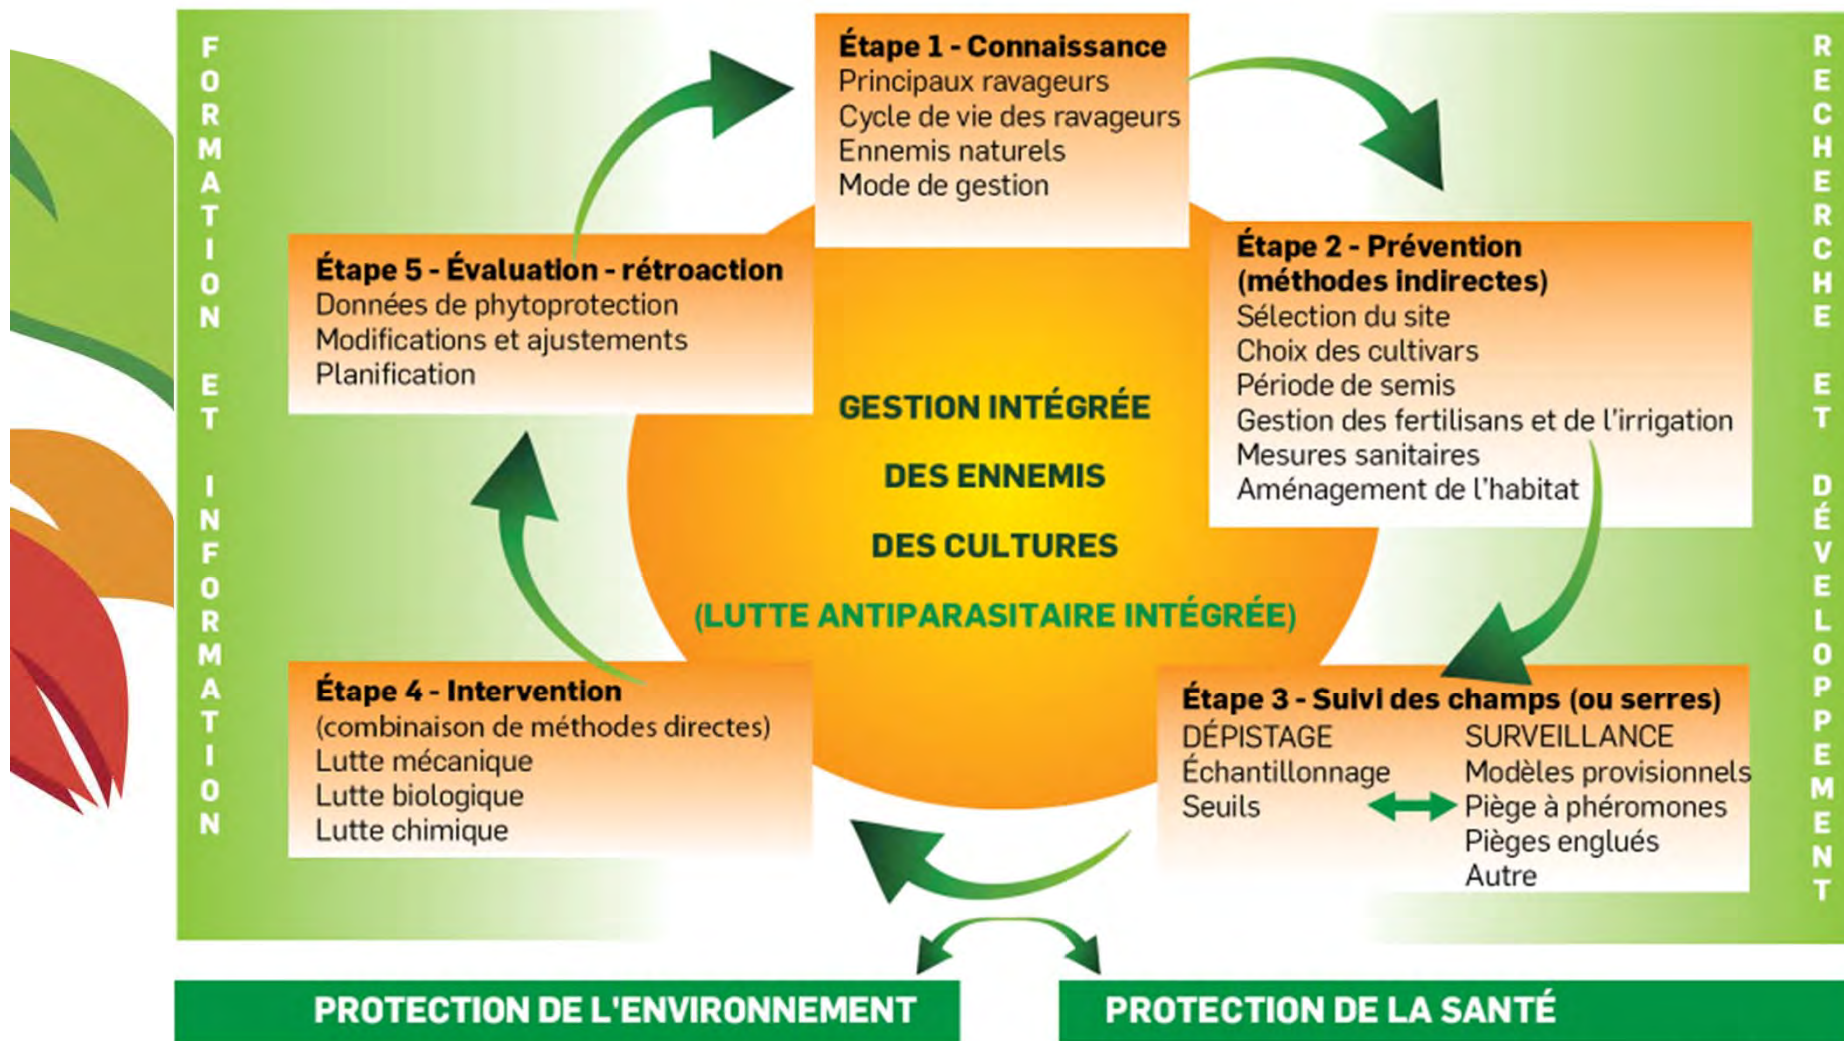 FORMATION ET INFORMATION
Étape 1 - Connaissance
Principaux ravageurs
Cycle de vie des ravageurs
Ennemis naturels
Mode de gestion
Étape 2 - Prévention
(méthodes indirectes)
Sélection du site
Choix des cultivars
Période de semis
Gestion des fertilisans et de l'irrigation
Mesures sanitaires
Aménagement de l'habitat
Étape 3 - Suivi des champs (ou serres)
DÉPISTAGE
Échantillonnage
Seuils
SURVEILLANCE
Modèles provisionnels
Piège à phéromones
Pièges englués
Autre
Étape 4 - Intervention
(combinaison de méthodes directes)
Lutte mécanique
Lutte biologique
Lutte chimique
Étape 5 - Évaluation - rétroaction
Données de phytoprotection
Modifications et ajustements
Planification
GESTION INTÉGRÉE
DES ENNEMIS
DES CULTURES
(LUTTE ANTIPARASITAIRE INTÉGRÉE)
RECHERCHE ET DÉVELOPPEMENT
PROTECTION DE L'ENVIRONNEMENT
PROTECTION DE LA SANTÉ